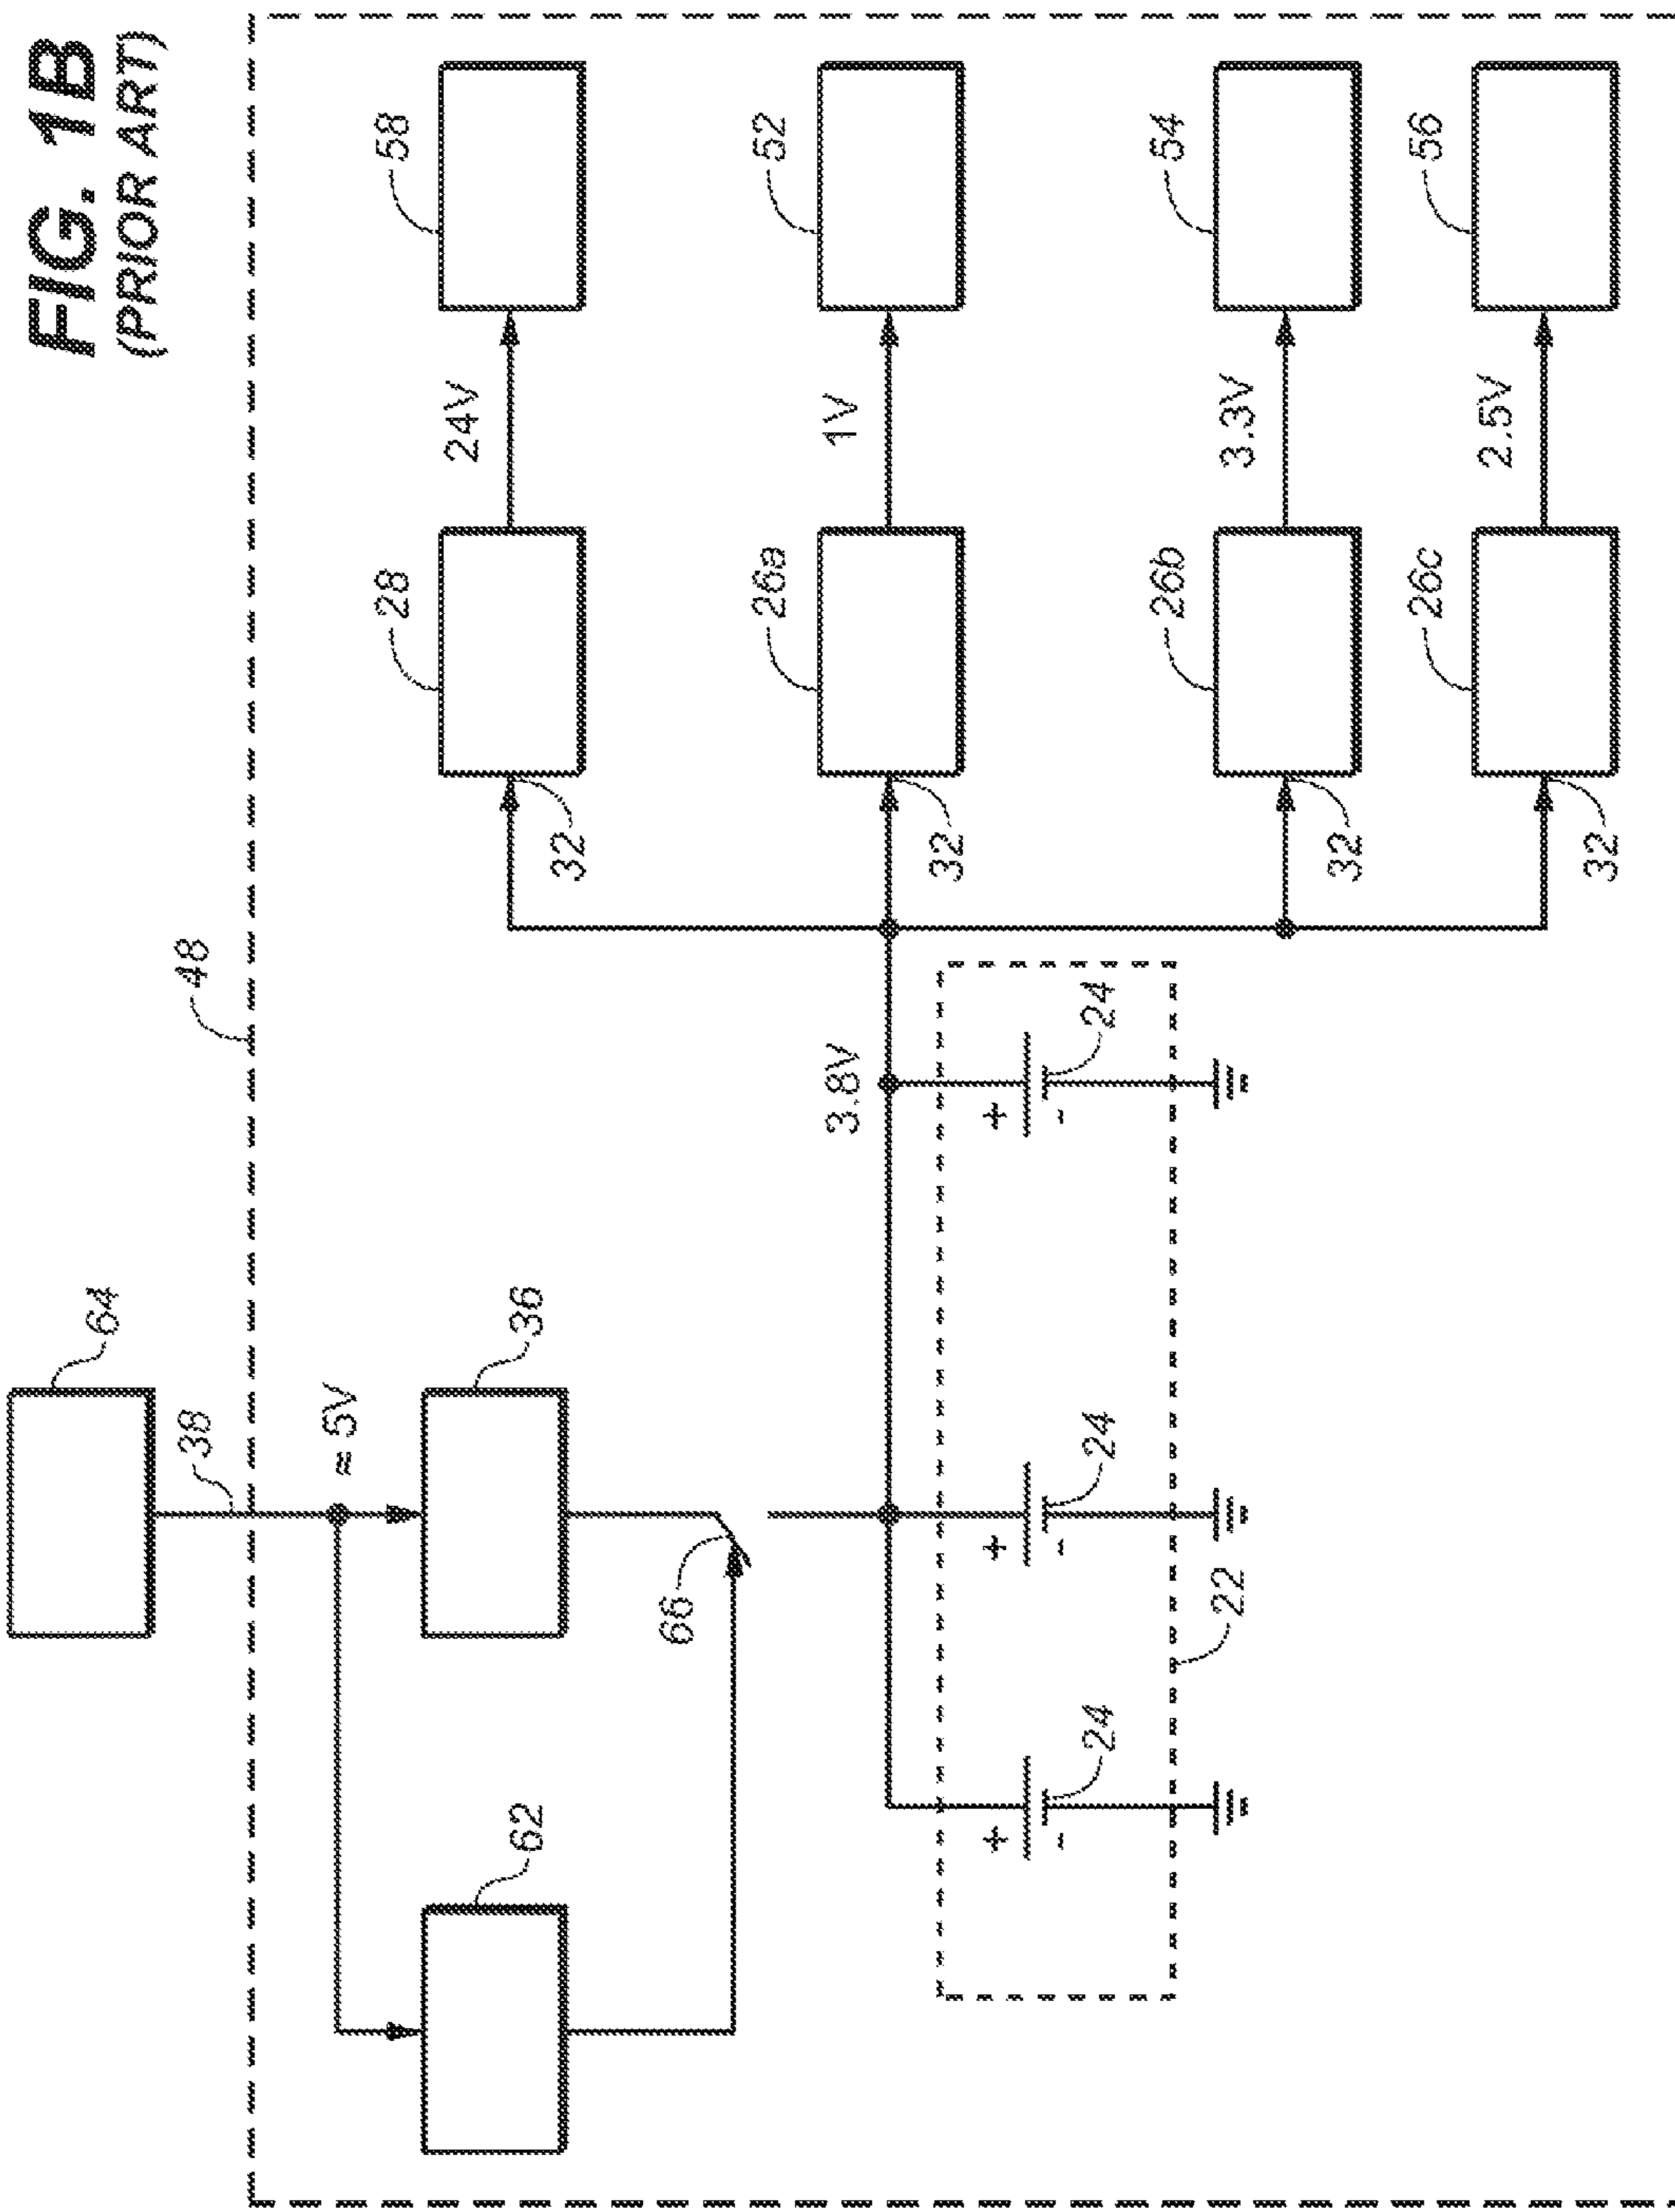 FIG. 1B
(PRIOR ART)
64
38
48
≈ 5V
36
62
66
58
24V
28
32
52
1V
26a
32
3.8V
54
3.3V
26b
32
56
2.5V
26c
32
+
-
24
+
-
24
+
-
24
22